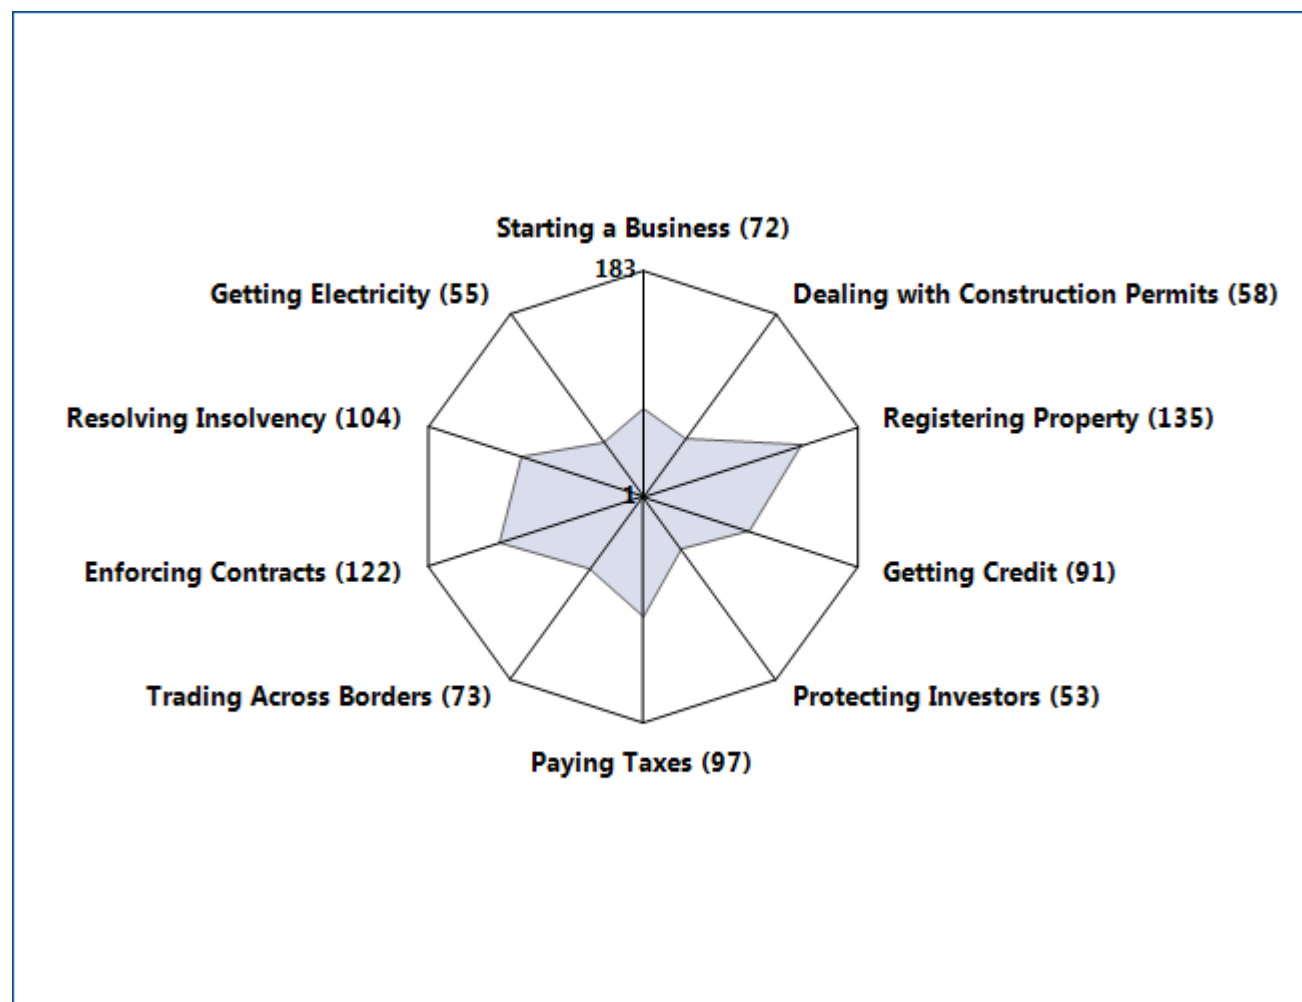 Starting a Business (72)
183
Getting Electricity (55)
Dealing with Construction Permits (58)
Resolving Insolvency (104)
Registering Property (135)
1
Enforcing Contracts (122)
Getting Credit (91)
Trading Across Borders (73)
Protecting Investors (53)
Paying Taxes (97)